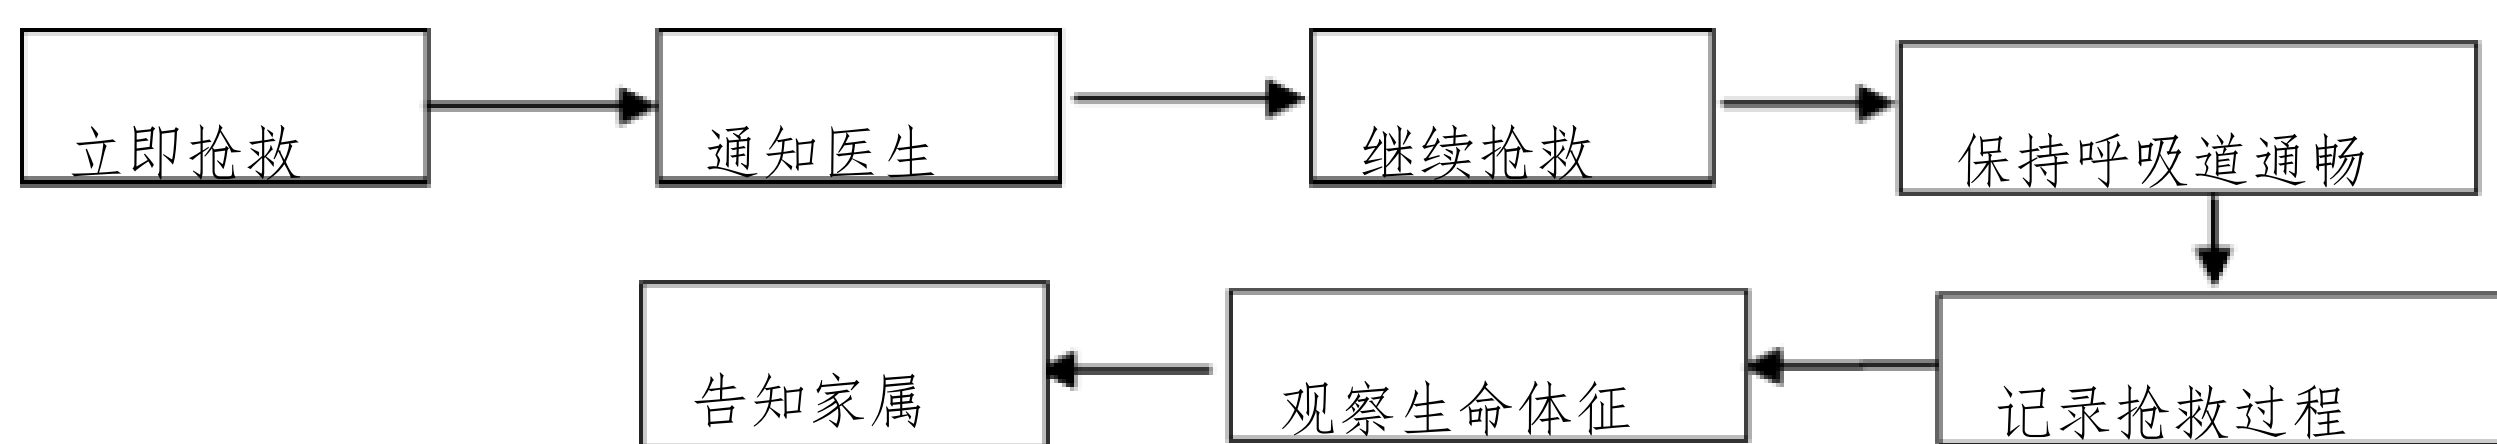 立即抢救
通知医生
继续抢救
保持呼吸道通畅
记录抢救过程
观察生命体征
告知家属